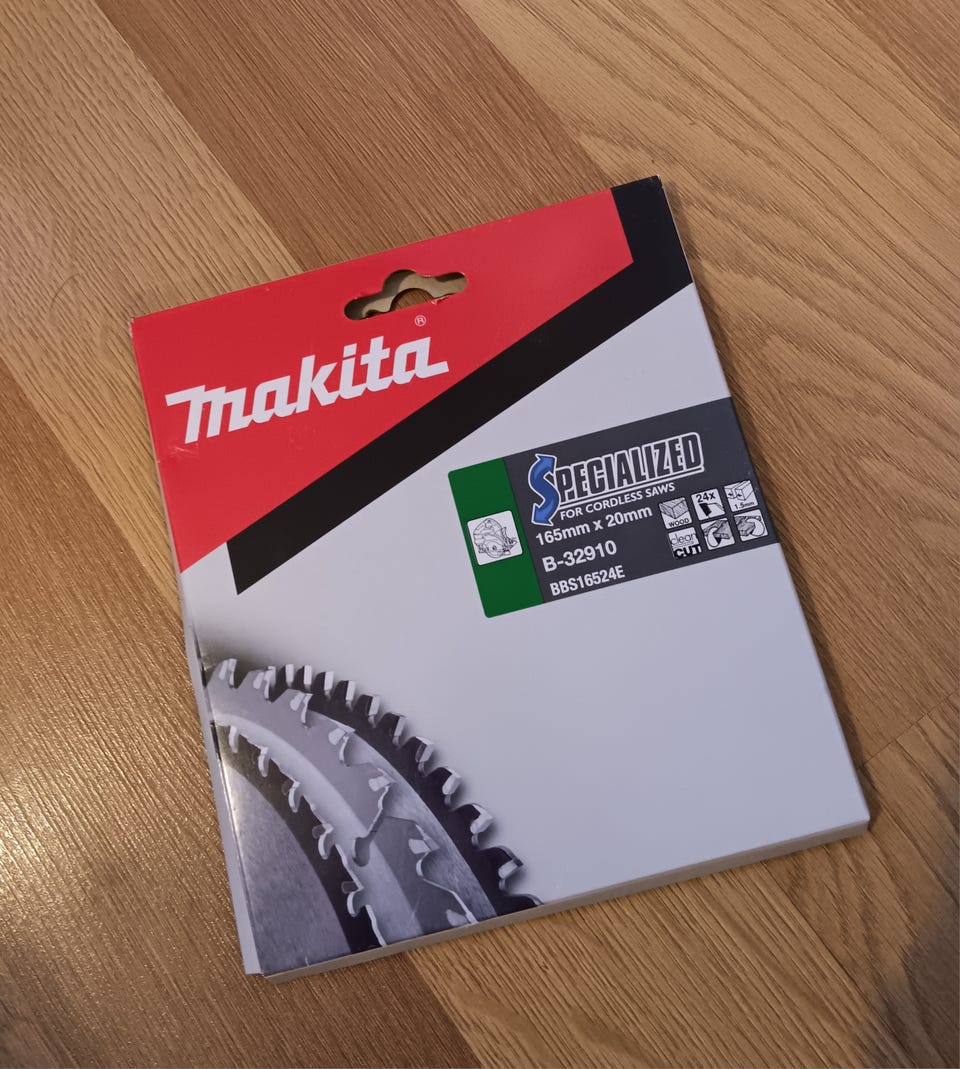 makita®
SPECIALIZED
FOR CORDLESS SAWS
165mm x 20mm
B-32910
BBS16524E
wood
24x
1.5mm
clean
CUT